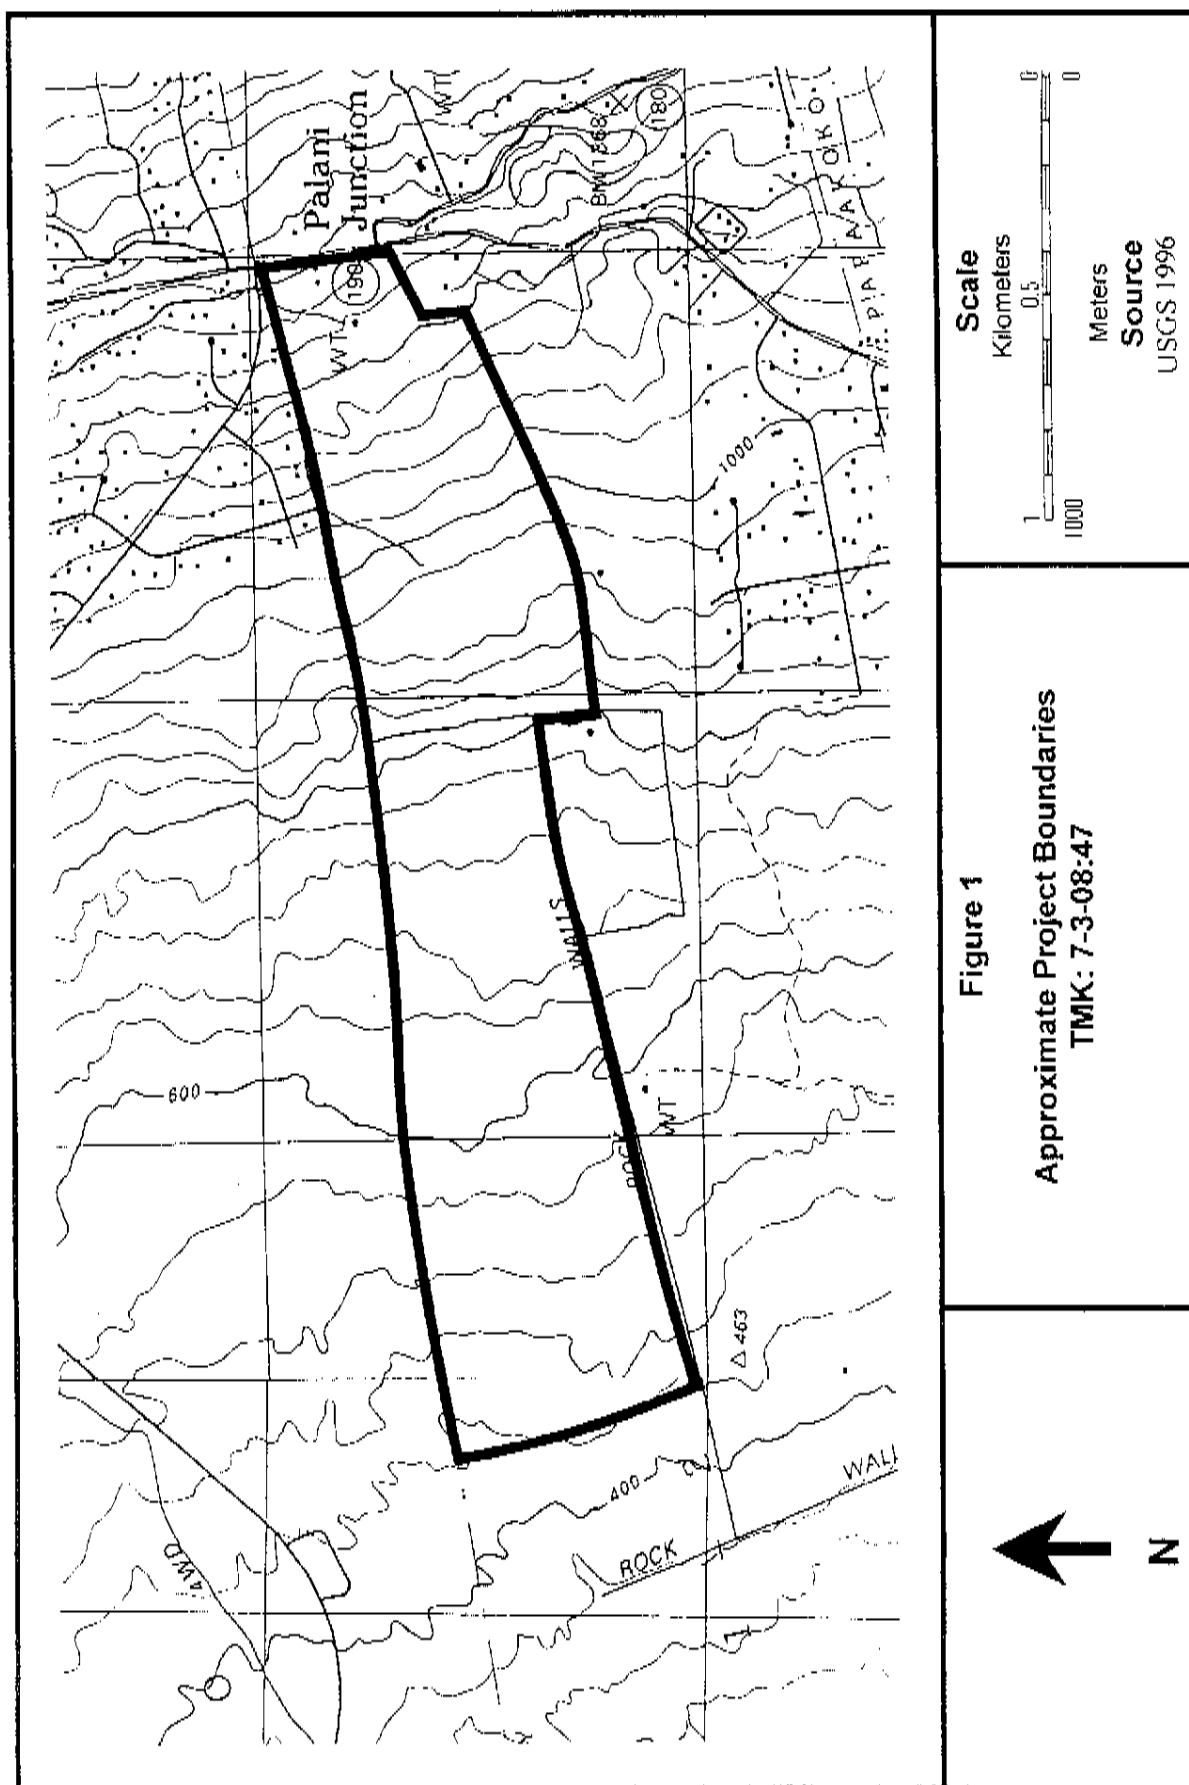 Palani
Junction
190
WT
WT
BM 1868
180
1000
600
WALLS
ROCK
WT
463
400
4WD
ROCK
WALL
Scale
Kilometers
1
0.5
0
1000
Meters
0
Source
USGS 1996
Figure 1
Approximate Project Boundaries
TMK: 7-3-08:47
N